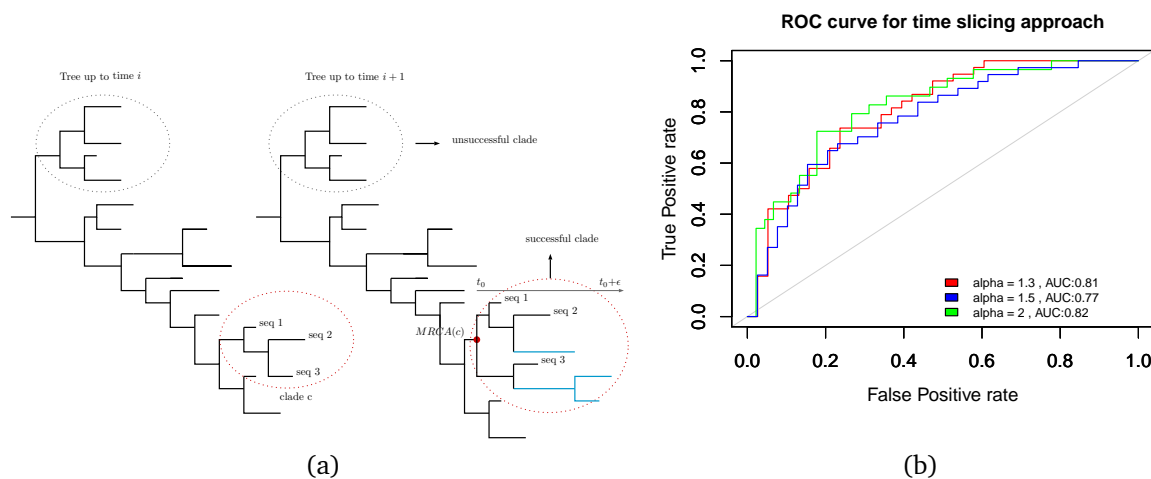 Tree up to time i
Tree up to time i + 1
unsuccessful clade
successful clade
t₀
t₀+ϵ
seq 1
seq 2
MRCA(c)
seq 3
seq 1
seq 2
seq 3
clade c
(a)
ROC curve for time slicing approach
True Positive rate
1.0
0.8
0.6
0.4
0.2
0.0
alpha = 1.3 , AUC:0.81
alpha = 1.5 , AUC:0.77
alpha = 2 , AUC:0.82
0.0 0.2 0.4 0.6 0.8 1.0
False Positive rate
(b)